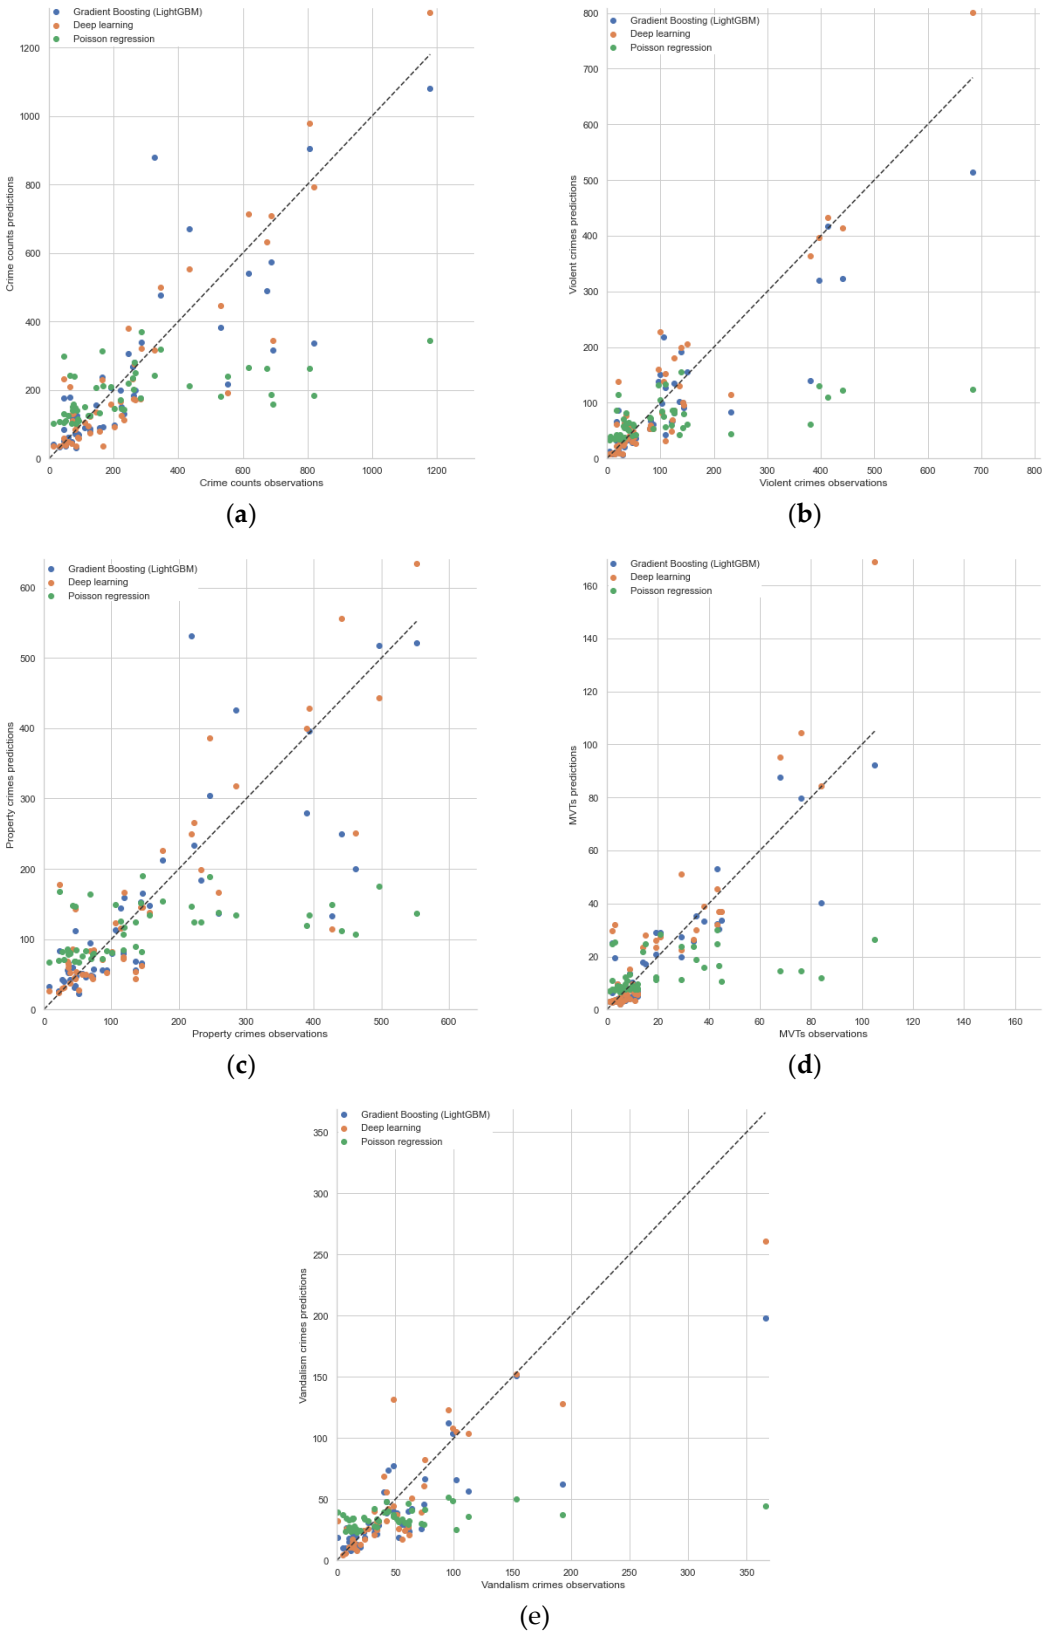 Gradient Boosting (LightGBM)
Deep learning
Poisson regression
1200
1000
800
600
400
200
0
Crime counts predictions
0 200 400 600 800 1000 1200
Crime counts observations
(a)
Gradient Boosting (LightGBM)
Deep learning
Poisson regression
800
700
600
500
400
300
200
100
0
Violent crimes predictions
0 100 200 300 400 500 600 700 800
Violent crimes observations
(b)
Gradient Boosting (LightGBM)
Deep learning
Poisson regression
600
500
400
300
200
100
0
Property crimes predictions
0 100 200 300 400 500 600
Property crimes observations
(c)
Gradient Boosting (LightGBM)
Deep learning
Poisson regression
160
140
120
100
80
60
40
20
0
MVTs predictions
0 20 40 60 80 100 120 140 160
MVTs observations
(d)
Gradient Boosting (LightGBM)
Deep learning
Poisson regression
350
300
250
200
150
100
50
0
Vandalism crimes predictions
0 50 100 150 200 250 300 350
Vandalism crimes observations
(e)